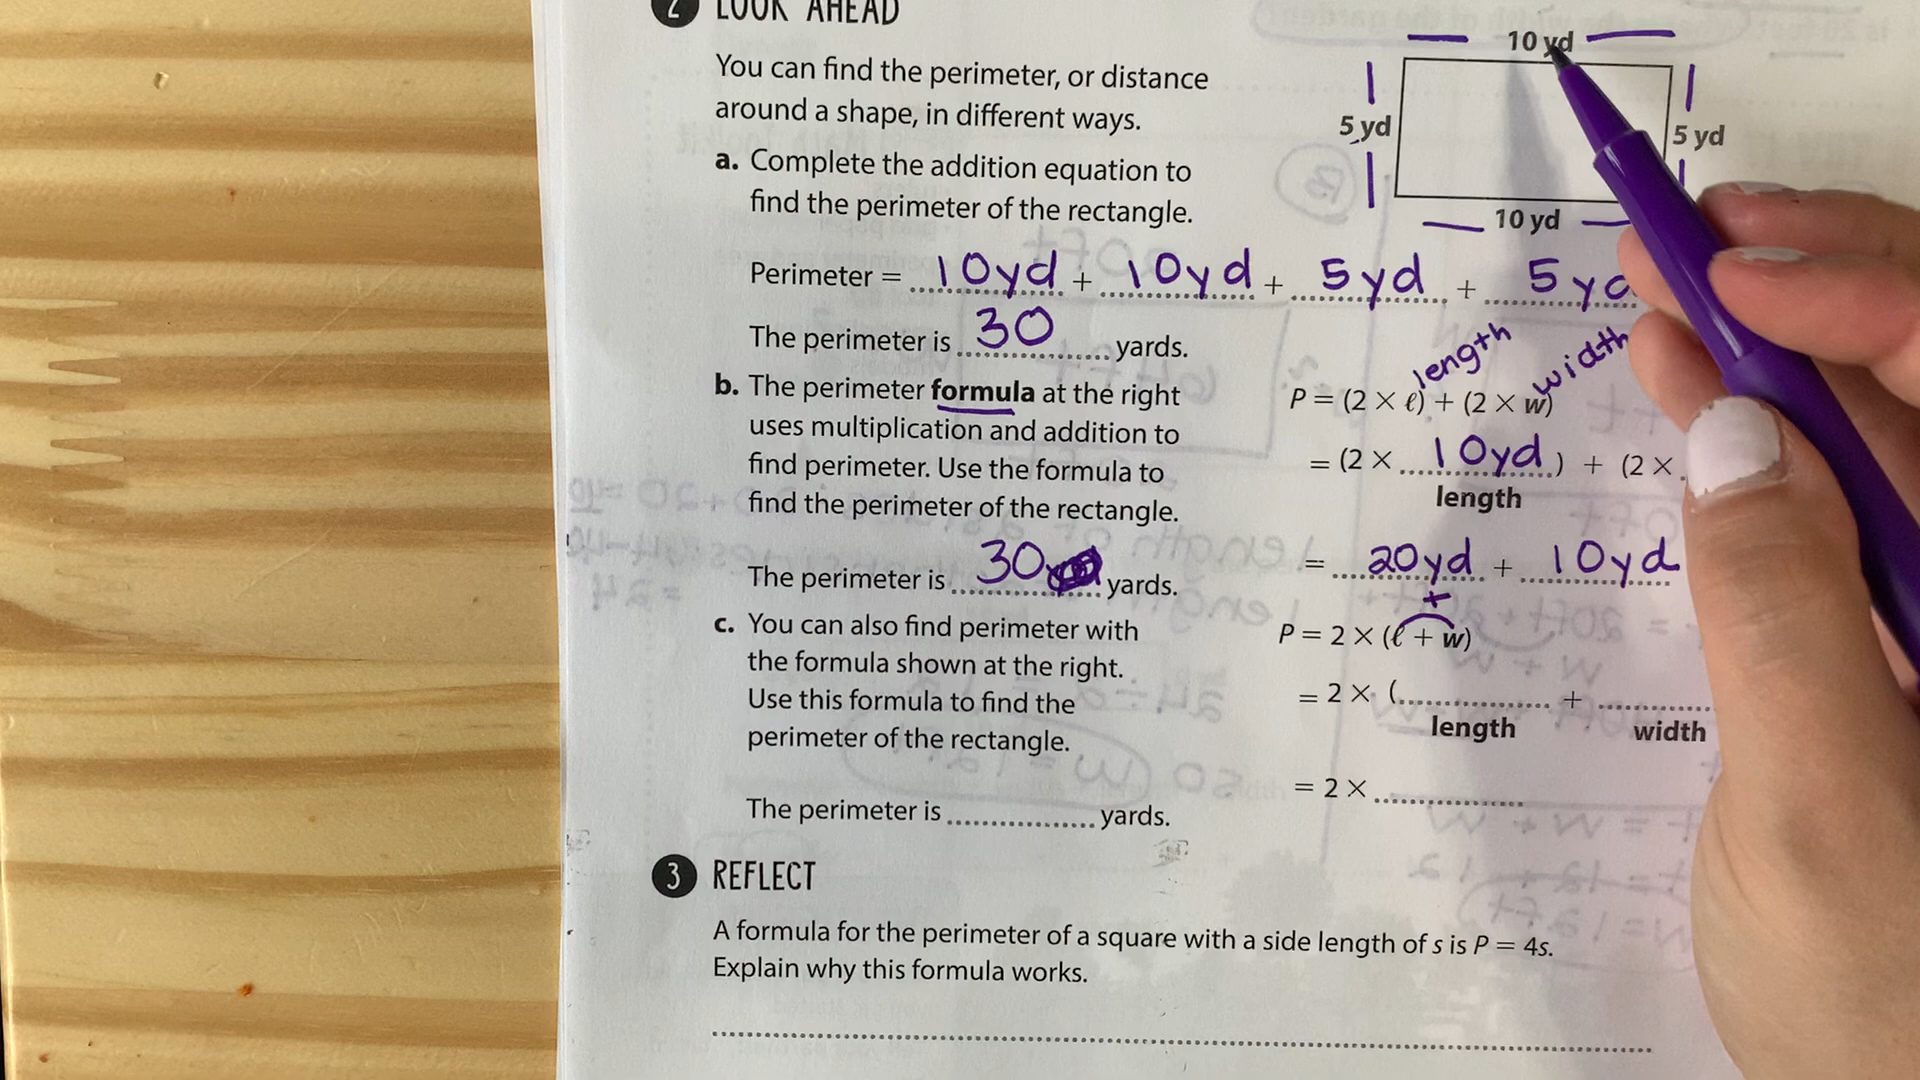 2 LOOK AHEAD
You can find the perimeter, or distance
around a shape, in different ways.
a. Complete the addition equation to
find the perimeter of the rectangle.
10 yd
5 yd
5 yd
10 yd
Perimeter = 10yd + 10yd + 5yd + 5yd
The perimeter is 30 yards.
b. The perimeter formula at the right
uses multiplication and addition to
find perimeter. Use the formula to
find the perimeter of the rectangle.
The perimeter is 30 yards.
length width
P = (2 × ℓ) + (2 × w)
= (2 × 10yd) + (2 ×
length
= 20yd + 10yd
c. You can also find perimeter with
the formula shown at the right.
Use this formula to find the
perimeter of the rectangle.
The perimeter is yards.
+
P = 2 × (ℓ + w)
= 2 × ( +
length width
= 2 ×
3 REFLECT
A formula for the perimeter of a square with a side length of s is P = 4s.
Explain why this formula works.